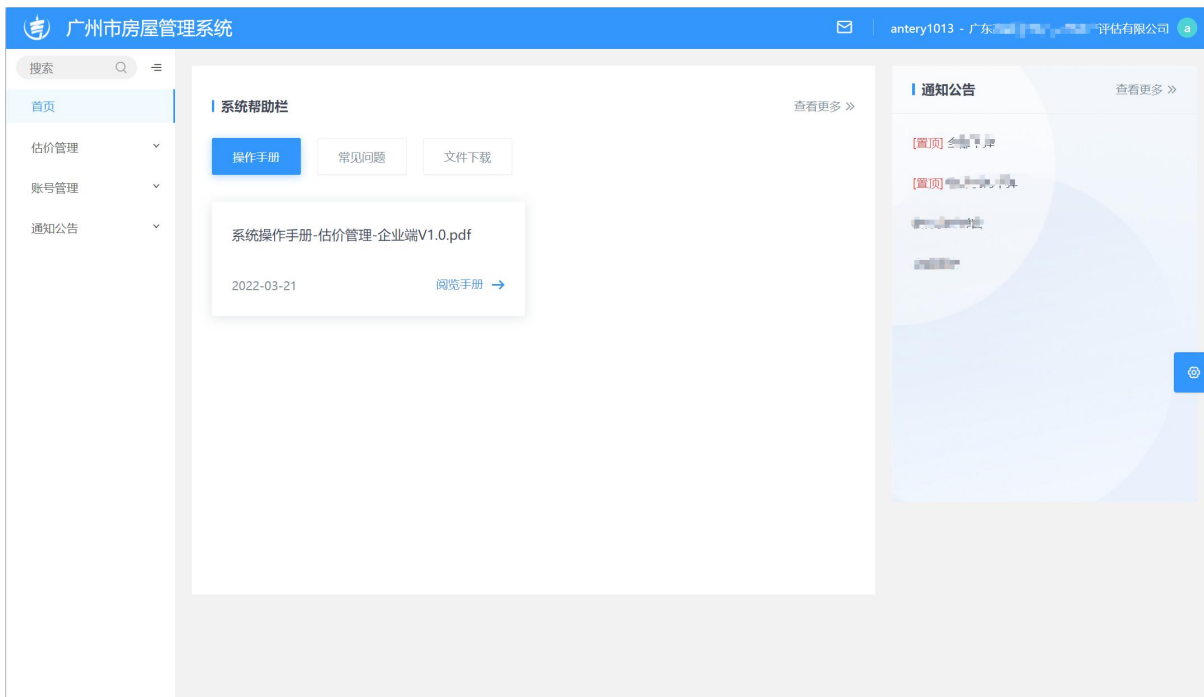 广州市房屋管理系统
antery1013 - 广东
评估有限公司
a
搜索
首页
估价管理
账号管理
通知公告
系统帮助栏
查看更多
操作手册
常见问题
文件下载
系统操作手册-估价管理-企业端V1.0.pdf
2022-03-21
阅览手册
通知公告
查看更多
[置顶]
[置顶]